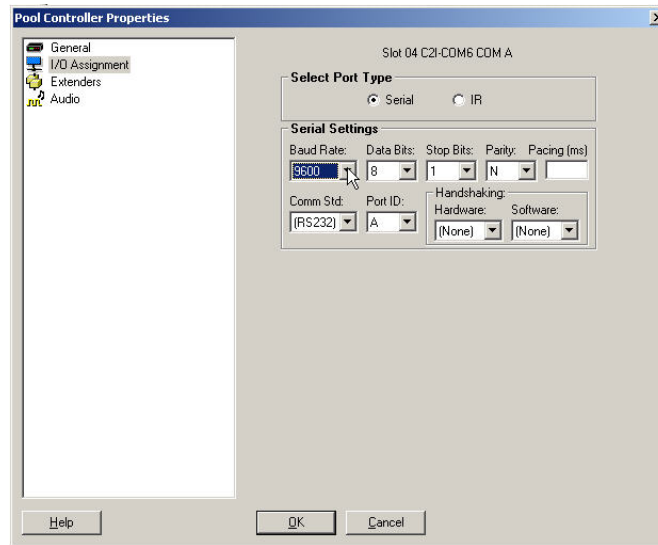 Pool Controller Properties
General
I/O Assignment
Extenders
Audio
Slot 04 C2I-COM6 COM A
Select Port Type
Serial IR
Serial Settings
Baud Rate: Data Bits: Stop Bits: Parity: Pacing (ms)
9600 8 1 N
Comm Std: Port ID: Handshaking:
Hardware: Software:
(RS232) A (None) (None)
Help OK Cancel